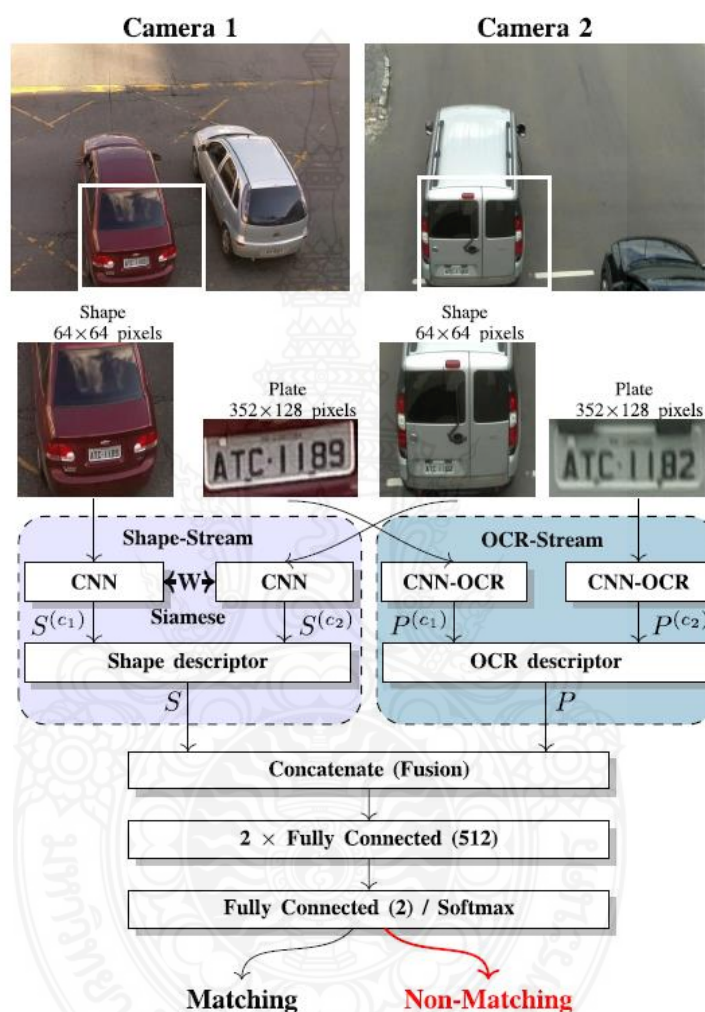 Camera 1
Camera 2
Shape
64×64 pixels
Plate
352×128 pixels
ATC·1189
Shape
64×64 pixels
Plate
352×128 pixels
ATC·1182
Shape-Stream
CNN
W
CNN
Siamese
S^(c₁)
S^(c₂)
Shape descriptor
S
OCR-Stream
CNN-OCR
CNN-OCR
P^(c₁)
P^(c₂)
OCR descriptor
P
Concatenate (Fusion)
2 × Fully Connected (512)
Fully Connected (2) / Softmax
Matching
Non-Matching